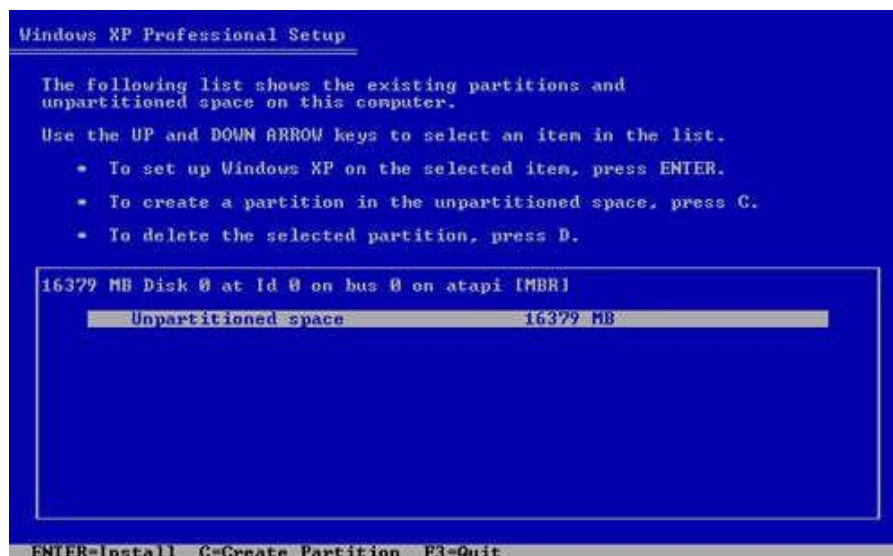 Windows XP Professional Setup
The following list shows the existing partitions and
unpartitioned space on this computer.
Use the UP and DOWN ARROW keys to select an item in the list.
• To set up Windows XP on the selected item, press ENTER.
• To create a partition in the unpartitioned space, press C.
• To delete the selected partition, press D.
16379 MB Disk 0 at Id 0 on bus 0 on atapi [MBR]
Unpartitioned space 16379 MB
ENTER=Install C=Create Partition F3=Quit